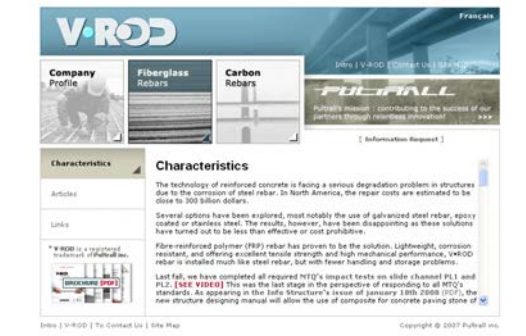 V•ROD
Français
Intro | V•ROD | Contact Us | Site Map
Company
Profile
Fiberglass
Rebars
Carbon
Rebars
PULTRALL
Pultrall's mission : contributing to the success of our
partners through relentless innovation! >>>
[ Information Request ]
Characteristics
Articles
Links
* V•ROD is a registered
trademark of Pultrall inc.
BROCHURE [PDF]
Characteristics
The technology of reinforced concrete is facing a serious degradation problem in structures
due to the corrosion of steel rebar. In North America, the repair costs are estimated to be
close to 300 billion dollars.
Several options have been explored, most notably the use of galvanized steel rebar, epoxy
coated or stainless steel. The results, however, have been disappointing as these solutions
have turned out to be less than effective or cost prohibitive.
Fibre-reinforced polymer (FRP) rebar has proven to be the solution. Lightweight, corrosion
resistant, and offering excellent tensile strength and high mechanical performance, V•ROD
rebar is installed much like steel rebar, but with fewer handling and storage problems.
Last fall, we have completed all required MTQ's impact tests on slide channel PL1 and
PL2. [SEE VIDEO] This was the last stage in the perspective of responding to all MTQ's
standards. As appearing in the Info Structure's issue of january 18th 2008 (PDF), the
new structure designing manual will allow the use of composite for concrete paving stone of
Intro | V•ROD | To Contact Us | Site Map
Copyright © 2007 Pultrall inc.